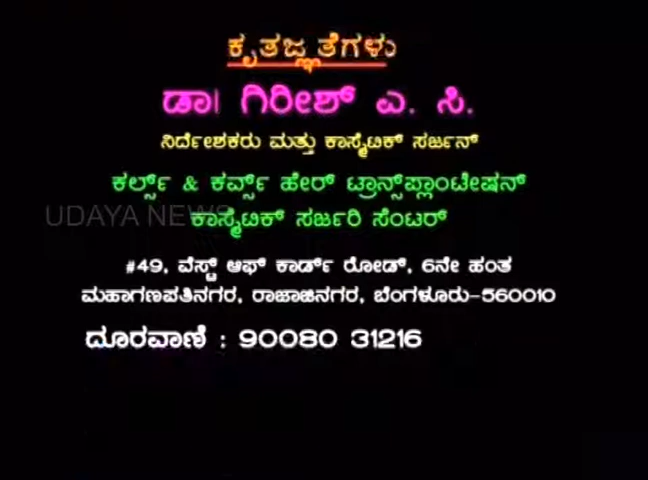 ಕೃತಜ್ಞತೆಗಳು
ಡಾ| ಗಿರೀಶ್ ಎ. ಸಿ.
ನಿರ್ದೇಶಕರು ಮತ್ತು ಕಾಸ್ಮೆಟಿಕ್ ಸರ್ಜನ್
ಕರ್ಲ್ಸ್ & ಕರ್ವ್ಸ್ ಹೇರ್ ಟ್ರಾನ್ಸ್‌ಪ್ಲಾಂಟೇಷನ್
UDAYA NEWS
ಕಾಸ್ಮೆಟಿಕ್ ಸರ್ಜರಿ ಸೆಂಟರ್
#49, ವೆಸ್ಟ್ ಆಫ್ ಕಾರ್ಡ್ ರೋಡ್, 6ನೇ ಹಂತ
ಮಹಾಗಣಪತಿನಗರ, ರಾಜಾಜಿನಗರ, ಬೆಂಗಳೂರು-560010
ದೂರವಾಣಿ : 90080 31216